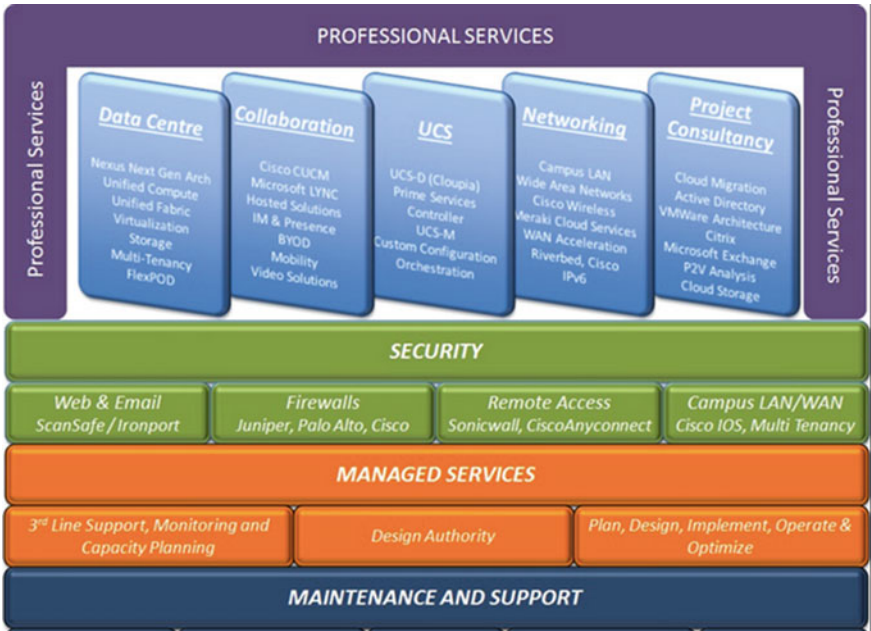 PROFESSIONAL SERVICES
Professional Services
Data Centre
Nexus Next Gen Arch
Unified Compute
Unified Fabric
Virtualization
Storage
Multi-Tenancy
FlexPOD
Collaboration
Cisco CUCM
Microsoft LYNC
Hosted Solutions
IM & Presence
BYOD
Mobility
Video Solutions
UCS
UCS-D (Cloupia)
Prime Services
Controller
UCS-M
Custom Configuration
Orchestration
Networking
Campus LAN
Wide Area Networks
Cisco Wireless
Meraki Cloud Services
WAN Acceleration
Riverbed, Cisco
IPv6
Project
Consultancy
Cloud Migration
Active Directory
VMWare Architecture
Citrix
Microsoft Exchange
P2V Analysis
Cloud Storage
Professional Services
SECURITY
Web & Email
ScanSafe / Ironport
Firewalls
Juniper, Palo Alto, Cisco
Remote Access
Sonicwall, CiscoAnyconnect
Campus LAN/WAN
Cisco IOS, Multi Tenancy
MANAGED SERVICES
3rd Line Support, Monitoring and
Capacity Planning
Design Authority
Plan, Design, Implement, Operate &
Optimize
MAINTENANCE AND SUPPORT